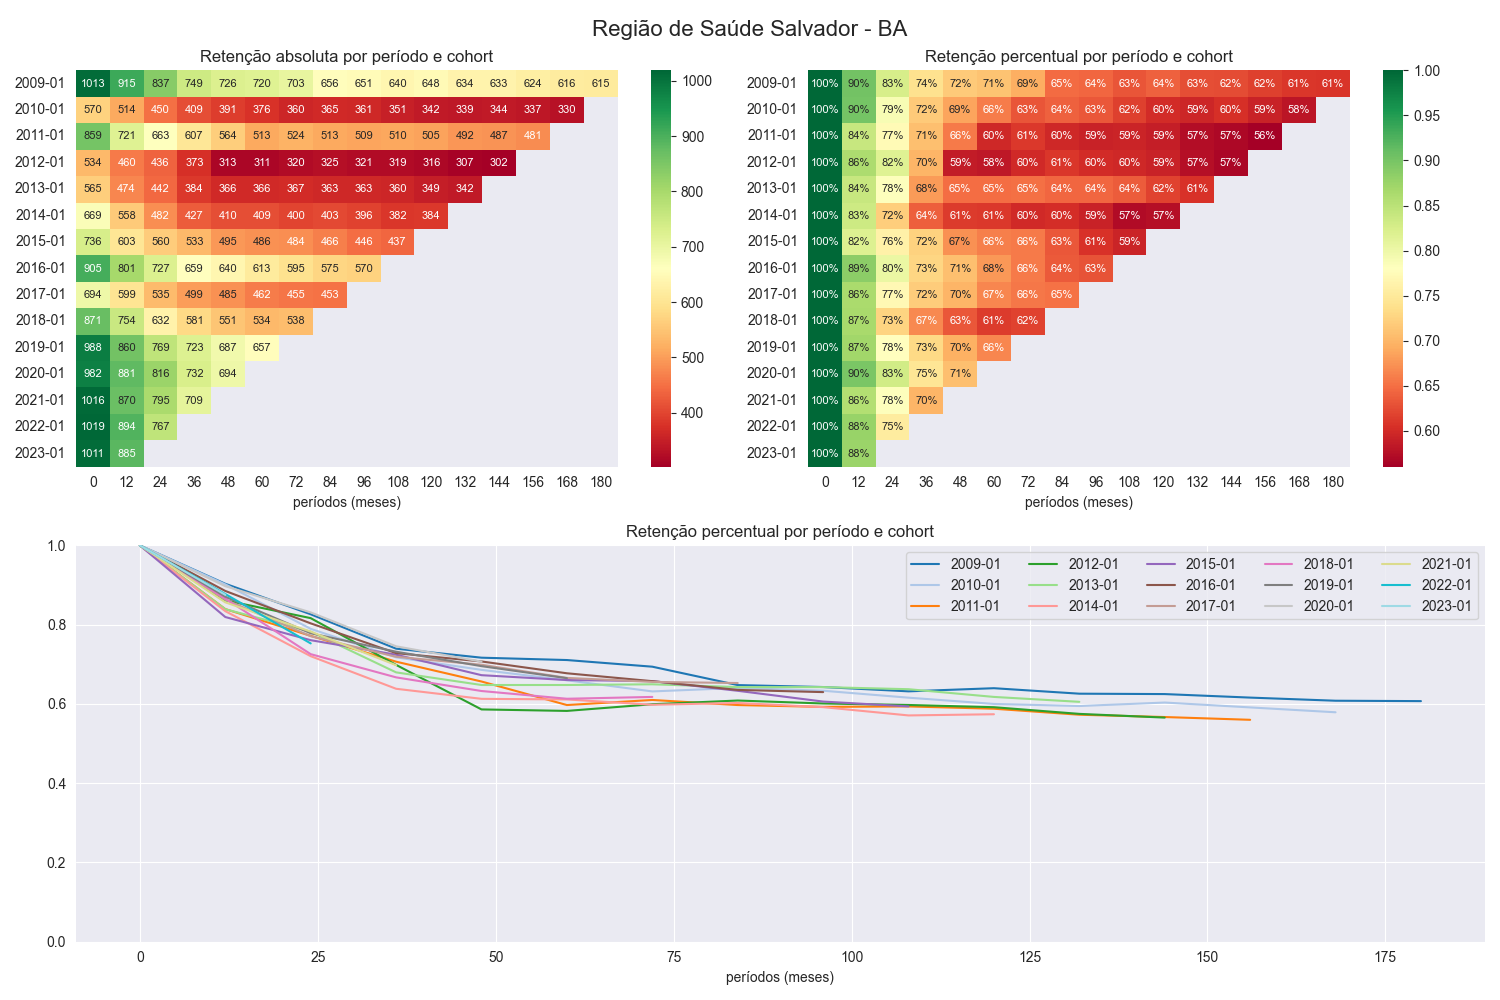 Região de Saúde Salvador - BA
Retenção absoluta por período e cohort
2009-01 1013 915 837 749 726 720 703 656 651 640 648 634 633 624 616 615
2010-01 570 514 450 409 391 376 360 365 361 351 342 339 344 337 330
2011-01 859 721 663 607 564 513 524 513 509 510 505 492 487 481
2012-01 534 460 436 373 313 311 320 325 321 319 316 307 302
2013-01 565 474 442 384 366 366 367 363 363 360 349 342
2014-01 669 558 482 427 410 409 400 403 396 382 384
2015-01 736 603 560 533 495 486 484 466 446 437
2016-01 905 801 727 659 640 613 595 575 570
2017-01 694 599 535 499 485 462 455 453
2018-01 871 754 632 581 551 534 538
2019-01 988 860 769 723 687 657
2020-01 982 881 816 732 694
2021-01 1016 870 795 709
2022-01 1019 894 767
2023-01 1011 885
0 12 24 36 48 60 72 84 96 108 120 132 144 156 168 180
períodos (meses)
1000
900
800
700
600
500
400
Retenção percentual por período e cohort
2009-01 100% 90% 83% 74% 72% 71% 69% 65% 64% 63% 64% 63% 62% 62% 61% 61%
2010-01 100% 90% 79% 72% 69% 66% 63% 64% 63% 62% 60% 59% 60% 59% 58%
2011-01 100% 84% 77% 71% 66% 60% 61% 60% 59% 59% 59% 57% 57% 56%
2012-01 100% 86% 82% 70% 59% 58% 60% 61% 60% 60% 59% 57% 57%
2013-01 100% 84% 78% 68% 65% 65% 65% 64% 64% 64% 62% 61%
2014-01 100% 83% 72% 64% 61% 61% 60% 60% 59% 57% 57%
2015-01 100% 82% 76% 72% 67% 66% 66% 63% 61% 59%
2016-01 100% 89% 80% 73% 71% 68% 66% 64% 63%
2017-01 100% 86% 77% 72% 70% 67% 66% 65%
2018-01 100% 87% 73% 67% 63% 61% 62%
2019-01 100% 87% 78% 73% 70% 66%
2020-01 100% 90% 83% 75% 71%
2021-01 100% 86% 78% 70%
2022-01 100% 88% 75%
2023-01 100% 88%
0 12 24 36 48 60 72 84 96 108 120 132 144 156 168 180
períodos (meses)
1.00
0.95
0.90
0.85
0.80
0.75
0.70
0.65
0.60
Retenção percentual por período e cohort
1.0
0.8
0.6
0.4
0.2
0.0
2009-01 2012-01 2015-01 2018-01 2021-01
2010-01 2013-01 2016-01 2019-01 2022-01
2011-01 2014-01 2017-01 2020-01 2023-01
0 25 50 75 100 125 150 175
períodos (meses)